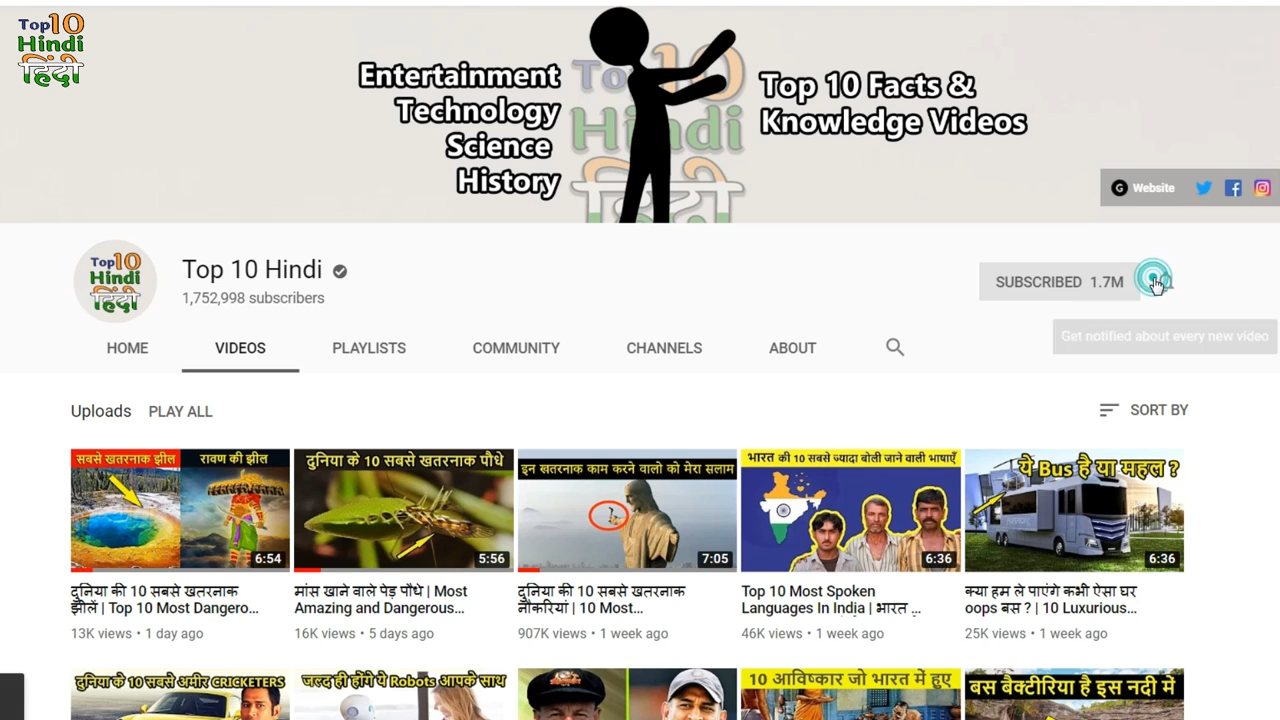 Top10
Hindi
हिंदी
Entertainment
Technology
Science
History
Top10
Hindi
हिंदी
Top 10 Facts &
Knowledge Videos
G Website
Top10
Hindi
हिंदी
Top 10 Hindi
1,752,998 subscribers
SUBSCRIBED 1.7M
Get notified about every new video
HOME VIDEOS PLAYLISTS COMMUNITY CHANNELS ABOUT
Uploads PLAY ALL
SORT BY
सबसे खतरनाक झील
रावण की झील
6:54
दुनिया की 10 सबसे खतरनाक
झीलें | Top 10 Most Dangero...
13K views • 1 day ago
दुनिया के 10 सबसे खतरनाक पौधे
5:56
मांस खाने वाले पेड़ पौधे | Most
Amazing and Dangerous...
16K views • 5 days ago
इन खतरनाक काम करने वालो को मेरा सलाम
7:05
दुनिया की 10 सबसे खतरनाक
नौकरियां | 10 Most...
907K views • 1 week ago
भारत की 10 सबसे ज्यादा बोली जाने वाली भाषाएँ
6:36
Top 10 Most Spoken
Languages In India | भारत ...
46K views • 1 week ago
ये Bus है या महल ?
6:36
क्या हम ले पाएंगे कभी ऐसा घर
oops बस ? | 10 Luxurious...
25K views • 1 week ago
दुनिया के 10 सबसे अमीर CRICKETERS
जल्द ही होंगे ये Robots आपके साथ
10 आविष्कार जो भारत में हुए
बस बैक्टीरिया है इस नदी में